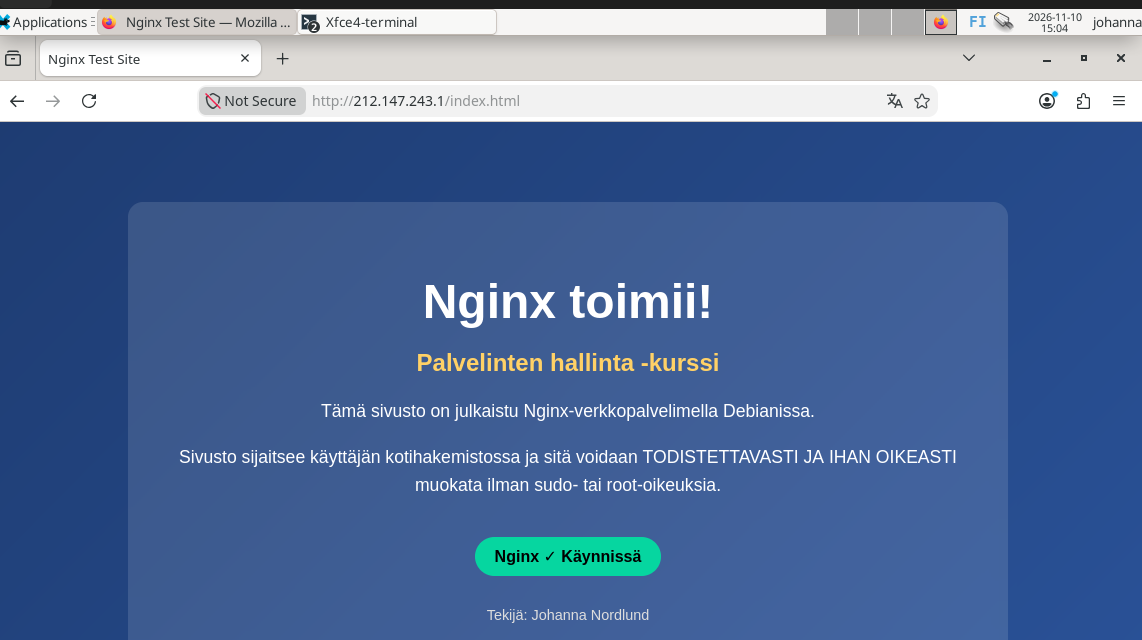 Applications
Nginx Test Site — Mozilla ...
2
Xfce4-terminal
FI
2026-11-10
15:04
johanna
Nginx Test Site
Not Secure
http://212.147.243.1/index.html
Nginx toimii!
Palvelinten hallinta -kurssi
Tämä sivusto on julkaistu Nginx-verkkopalvelimella Debianissa.
Sivusto sijaitsee käyttäjän kotihakemistossa ja sitä voidaan TODISTETTAVASTI JA IHAN OIKEASTI
muokata ilman sudo- tai root-oikeuksia.
Nginx ✓ Käynnissä
Tekijä: Johanna Nordlund